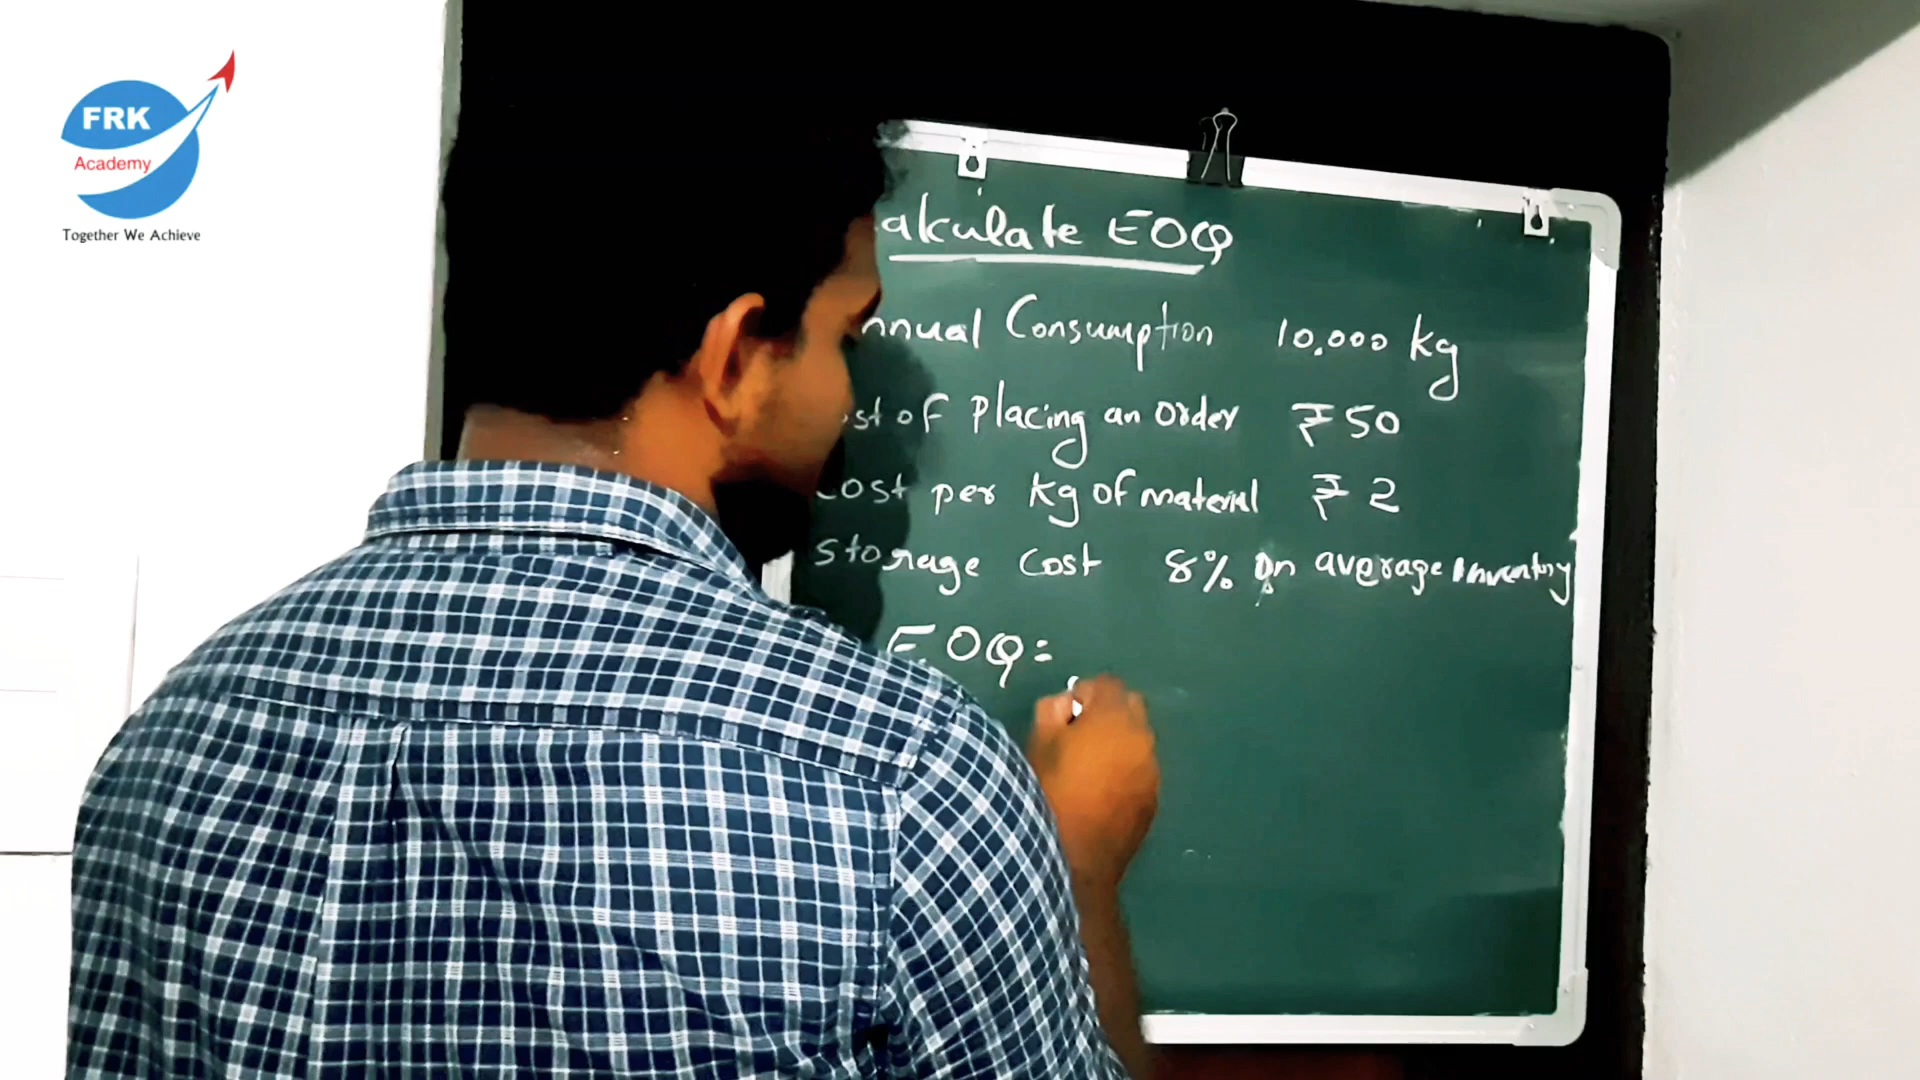 FRK
Academy
Together We Achieve
alculate EOQ
nnual Consumption 10,000 kg
ost of Placing an Order ₹ 50
Cost per kg of material ₹ 2
Storage Cost 8% on average Inventory
EOQ =